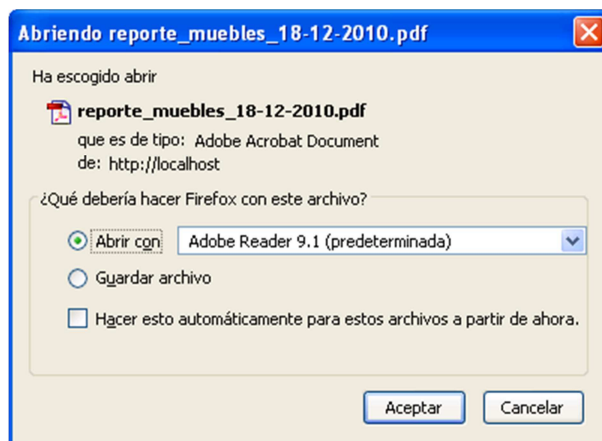 Abriendo reporte_muebles_18-12-2010.pdf
Ha escogido abrir
reporte_muebles_18-12-2010.pdf
que es de tipo: Adobe Acrobat Document
de: http://localhost
¿Qué debería hacer Firefox con este archivo?
Abrir con Adobe Reader 9.1 (predeterminada)
Guardar archivo
Hacer esto automáticamente para estos archivos a partir de ahora.
Aceptar Cancelar